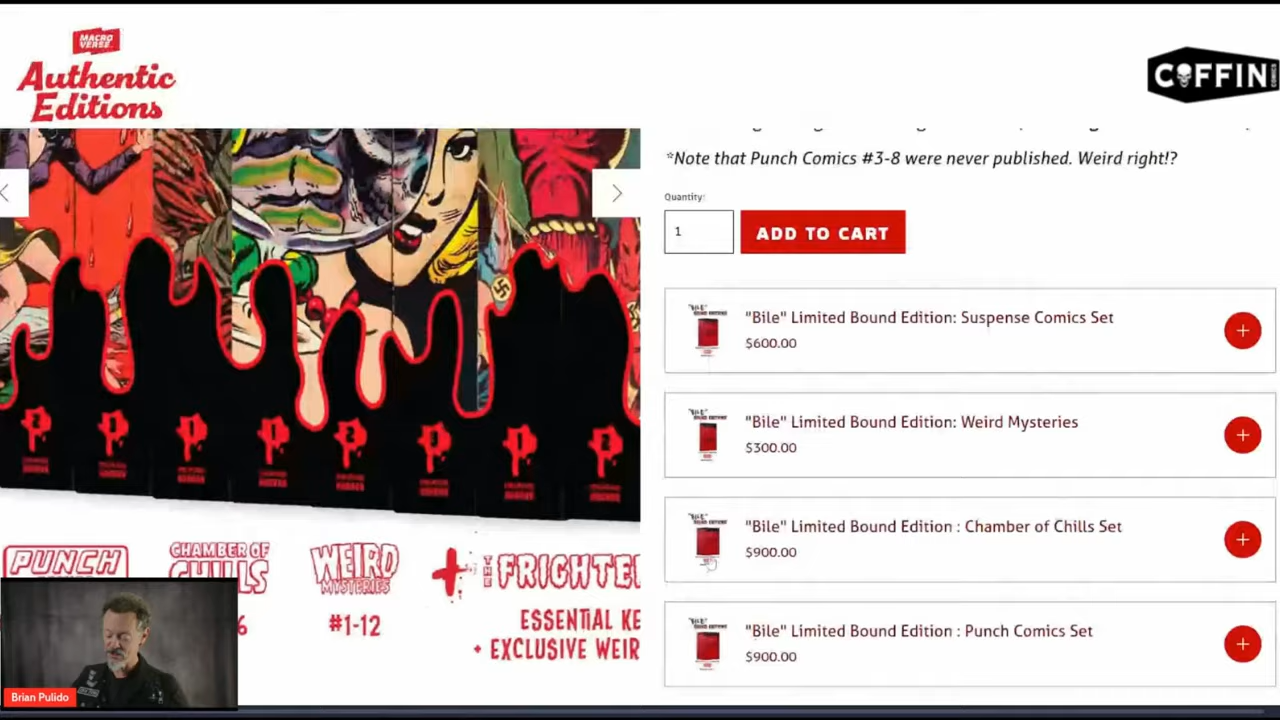 MACRO
VERSE
Authentic
Editions
COFFIN
COMICS
*Note that Punch Comics #3-8 were never published. Weird right!?
Quantity:
1
ADD TO CART
"Bile" Limited Bound Edition: Suspense Comics Set
$600.00
"Bile" Limited Bound Edition: Weird Mysteries
$300.00
"Bile" Limited Bound Edition : Chamber of Chills Set
$900.00
"Bile" Limited Bound Edition : Punch Comics Set
$900.00
PUNCH
CHAMBER OF
CHILLS
6
WEIRD
MYSTERIES
#1-12
+ THE FRIGHTE
ESSENTIAL KE
+ EXCLUSIVE WEIR
Brian Pulido